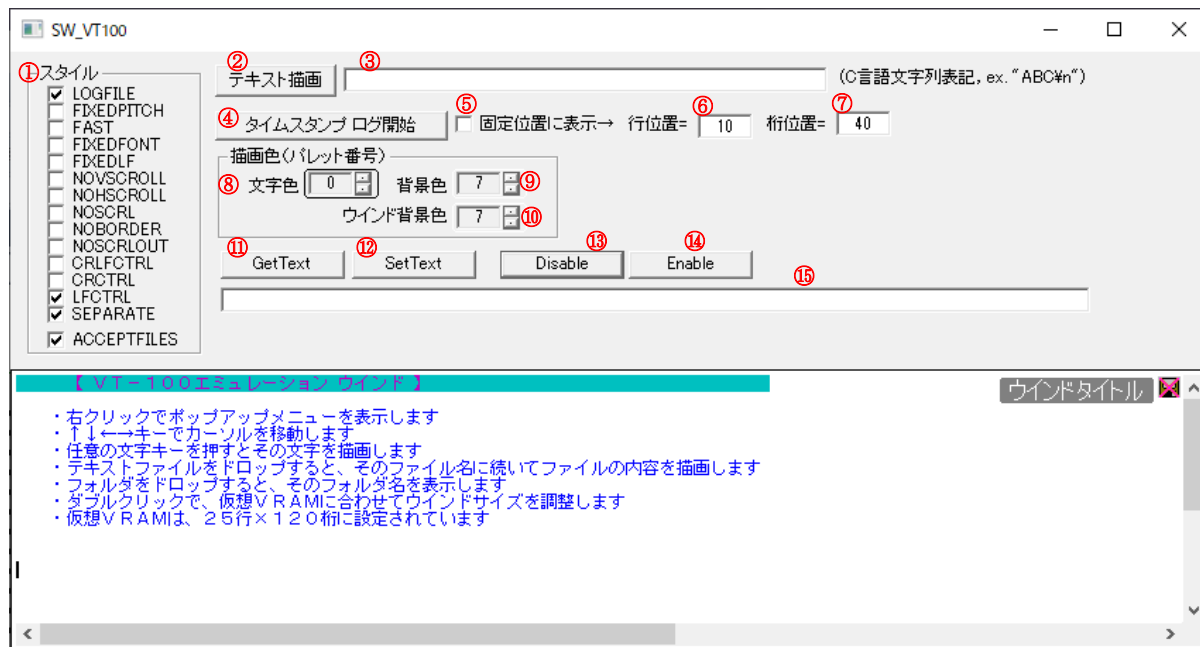 SW_VT100
① スタイル
LOGFILE
FIXEDPITCH
FAST
FIXEDFONT
FIXEDLF
NOVSCROLL
NOHSCROLL
NOSCRL
NOBORDER
NOSCRLOUT
CRLFCTRL
CRCTRL
LFCTRL
SEPARATE
ACCEPTFILES
② ③
テキスト描画 (C言語文字列表記, ex.“ABC¥n”)
④ タイムスタンプ ログ開始 ⑤ 固定位置に表示→ 行位置= ⑥ 10 桁位置= ⑦ 40
描画色(パレット番号)
⑧ 文字色 0 背景色 7 ⑨
ウインド背景色 7 ⑩
⑪ ⑫ ⑬ ⑭
GetText SetText Disable Enable
⑮
【 VT-100エミュレーション ウインド 】 ウインドタイトル
・右クリックでポップアップメニューを表示します
・↑↓←→キーでカーソルを移動します
・任意の文字キーを押すとその文字を描画します
・テキストファイルをドロップすると、そのファイル名に続いてファイルの内容を描画します
・フォルダをドロップすると、そのフォルダ名を表示します
・ダブルクリックで、仮想VRAMに合わせてウインドサイズを調整します
・仮想VRAMは、25行×120桁に設定されています